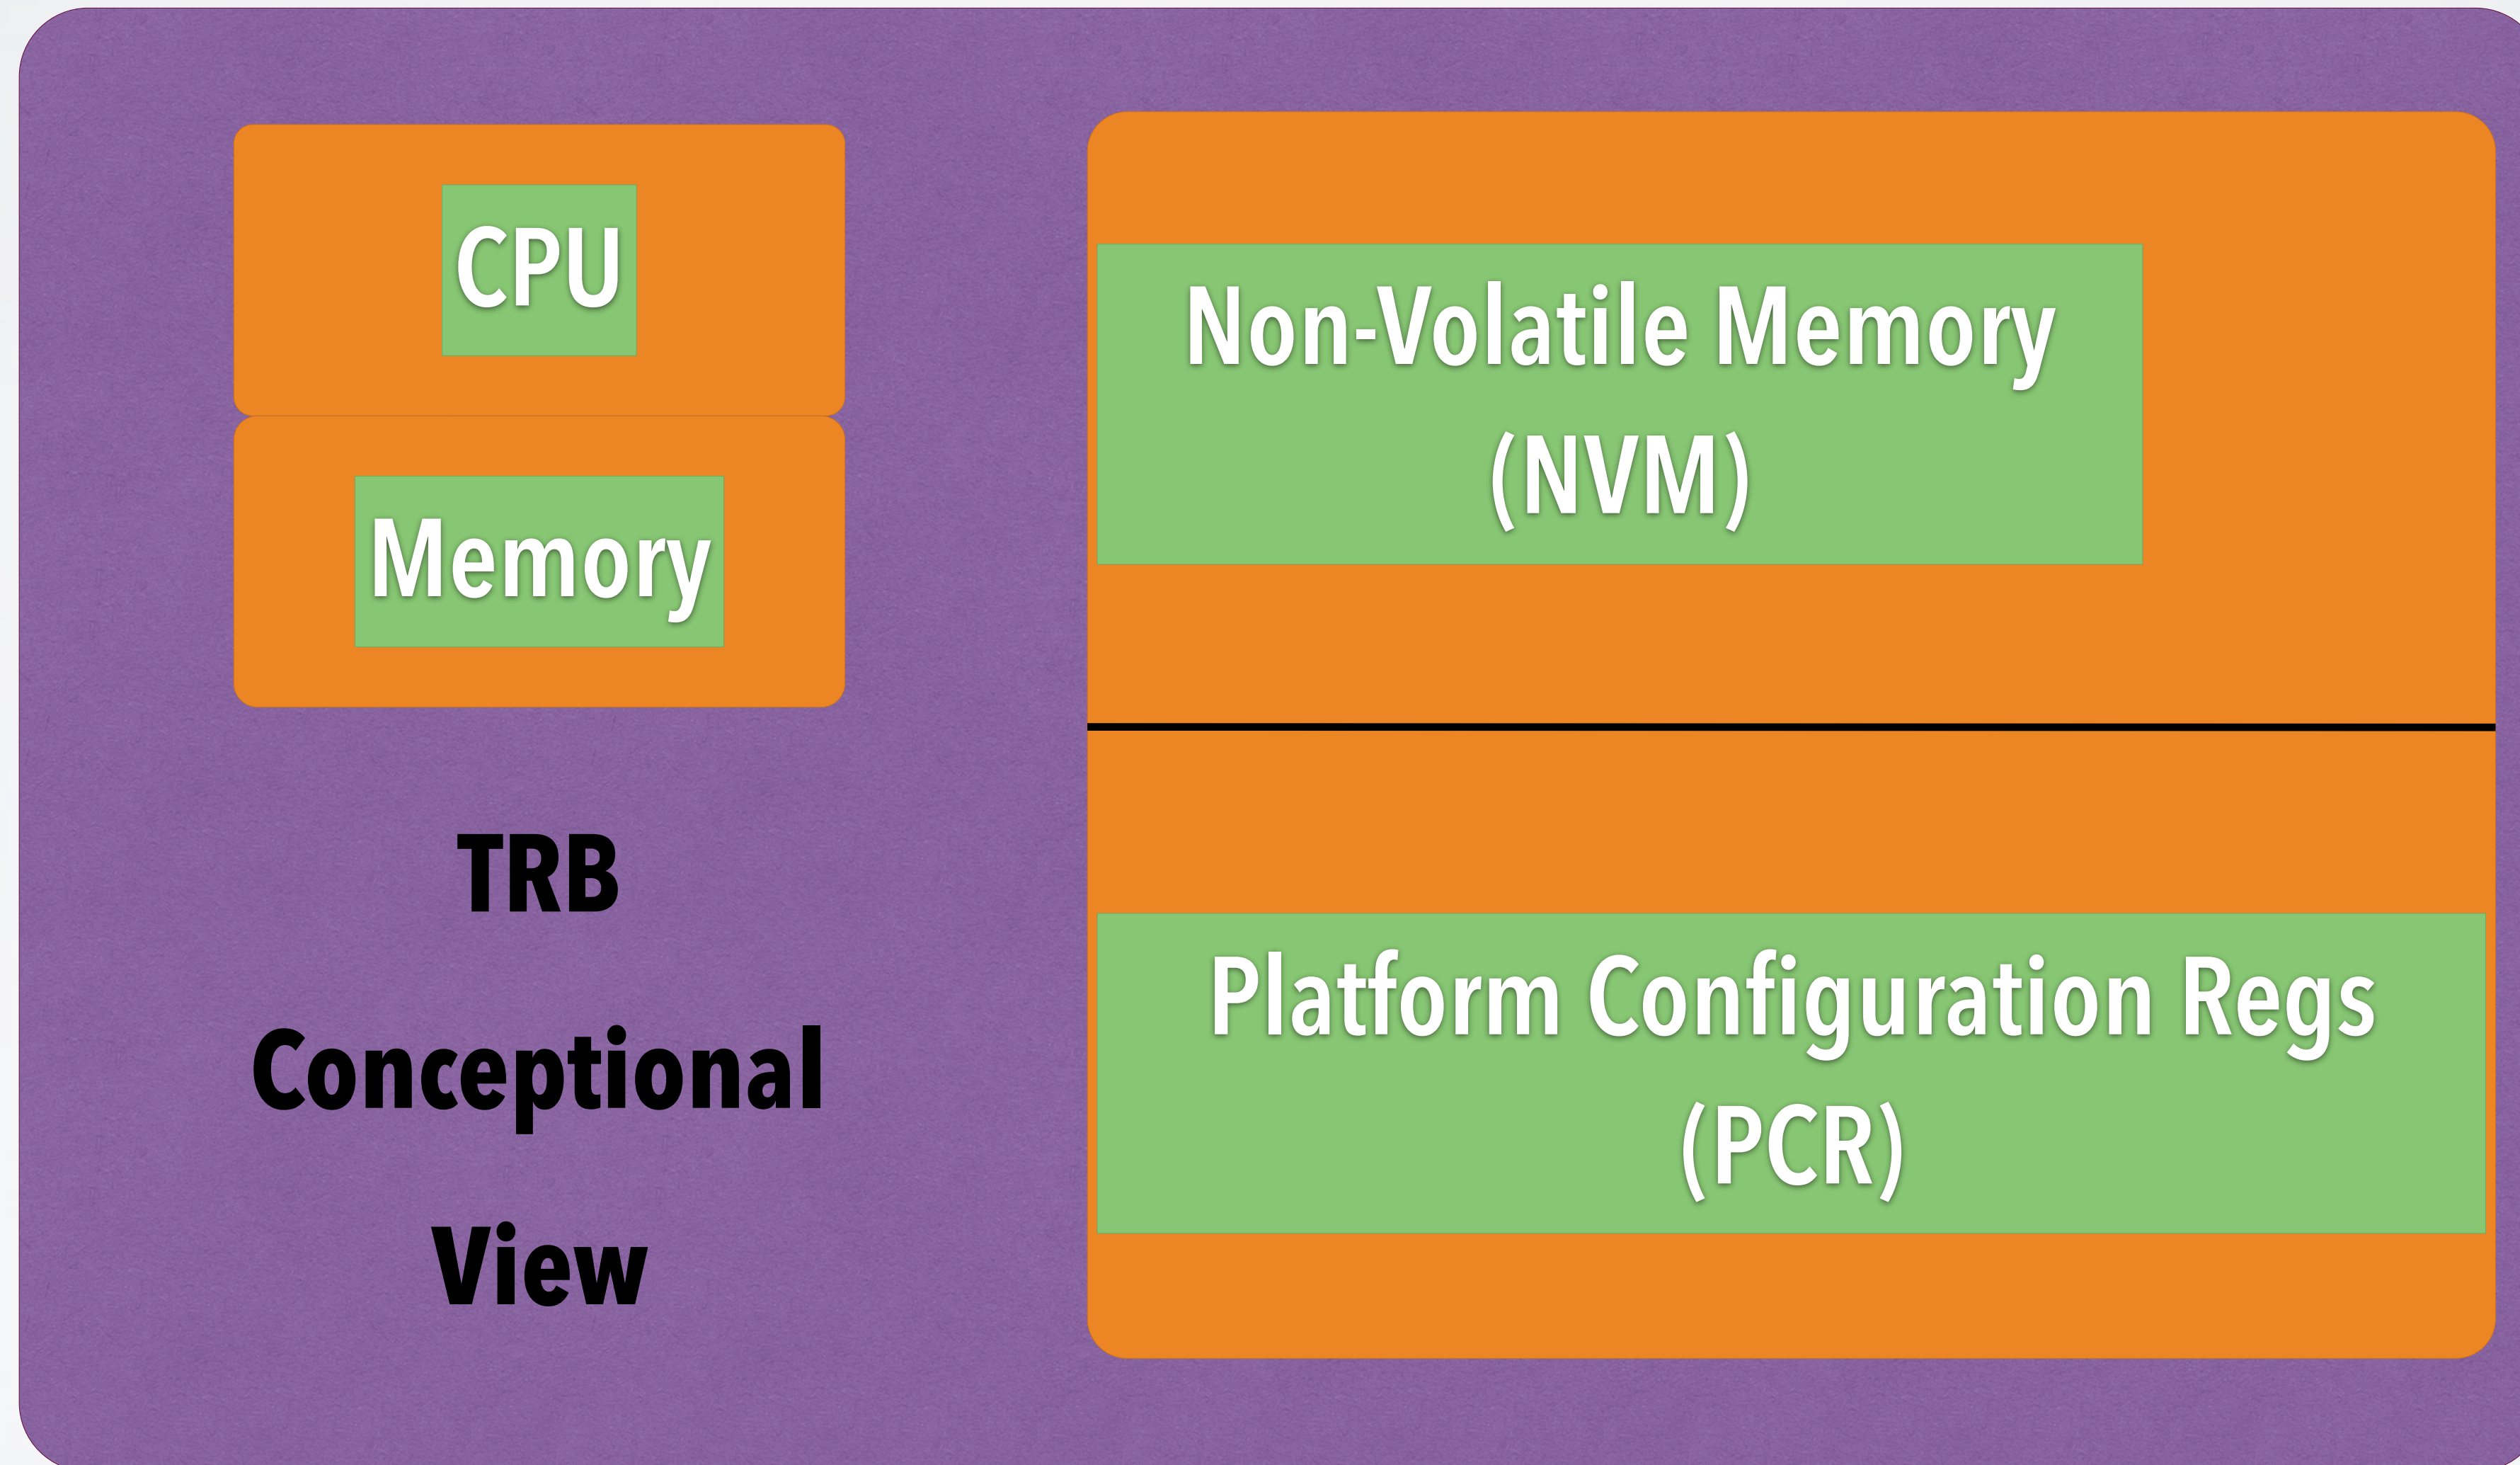 CPU
Memory
TRB
Conceptional
View
Non-Volatile Memory
(NVM)
Platform Configuration Regs
(PCR)